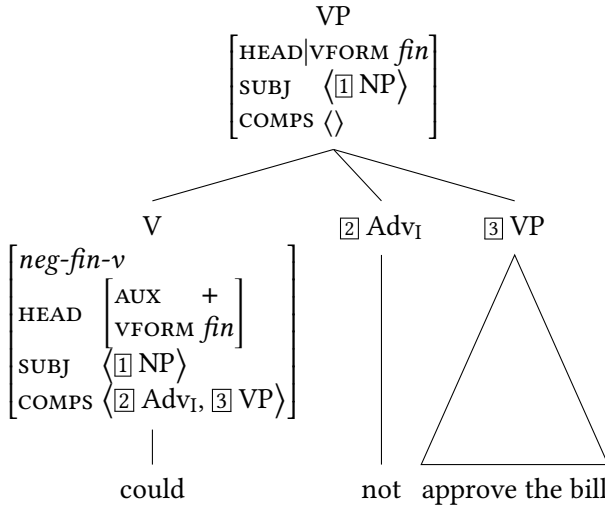 VP
HEAD|VFORM fin
SUBJ ⟨1 NP⟩
COMPS ⟨⟩
V 2 AdvI 3 VP
neg-fin-v
HEAD [AUX +
VFORM fin]
SUBJ ⟨1 NP⟩
COMPS ⟨2 AdvI, 3 VP⟩
could not approve the bill